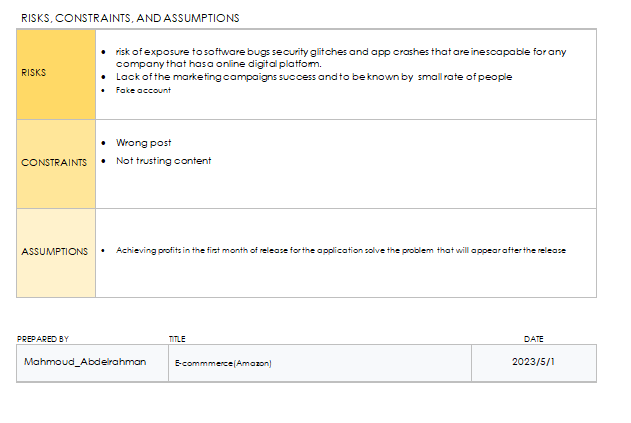 RISKS, CONSTRAINTS, AND ASSUMPTIONS
RISKS
• risk of exposure to software bugs security glitches and app crashes that are inescapable for any
company that has a online digital platform.
• Lack of the marketing campaigns success and to be known by small rate of people
• Fake account
CONSTRAINTS
• Wrong post
• Not trusting content
ASSUMPTIONS
• Achieving profits in the first month of release for the application solve the problem that will appear after the release
PREPARED BY TITLE DATE
Mahmoud_Abdelrahman E-commmerce(Amazon) 2023/5/1